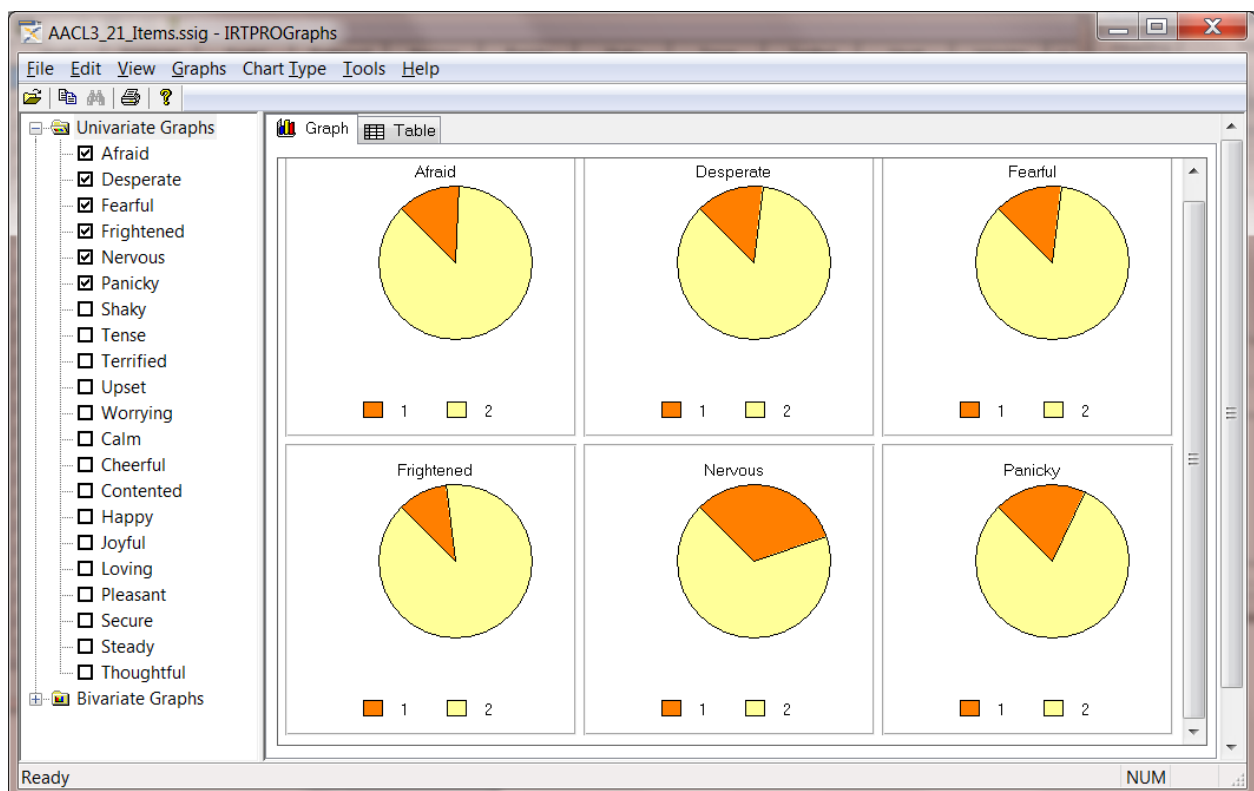 AACL3_21_Items.ssig - IRTPROGraphs
File Edit View Graphs Chart Type Tools Help
Univariate Graphs
Afraid
Desperate
Fearful
Frightened
Nervous
Panicky
Shaky
Tense
Terrified
Upset
Worrying
Calm
Cheerful
Contented
Happy
Joyful
Loving
Pleasant
Secure
Steady
Thoughtful
Bivariate Graphs
Graph Table
Afraid Desperate Fearful
1 2 1 2 1 2
Frightened Nervous Panicky
1 2 1 2 1 2
Ready NUM